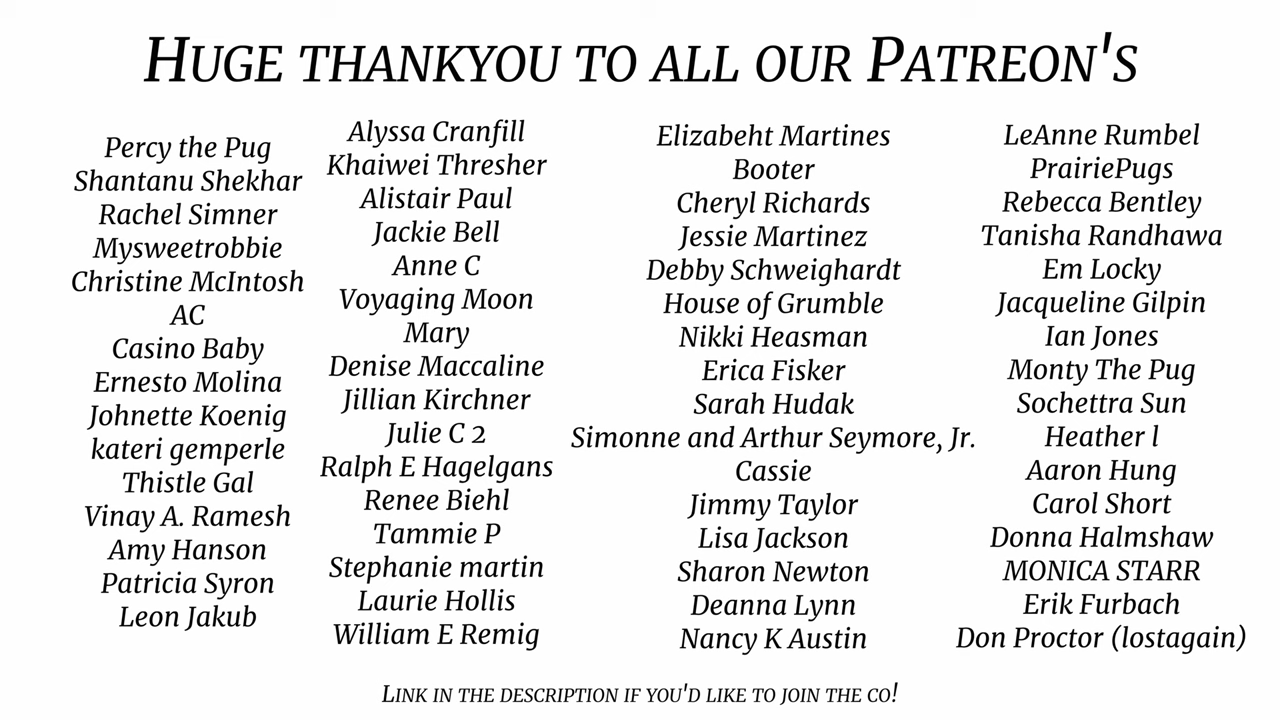 Huge thankyou to all our Patreon's
Percy the Pug
Shantanu Shekhar
Rachel Simner
Mysweetrobbie
Christine McIntosh
AC
Casino Baby
Ernesto Molina
Johnette Koenig
kateri gemperle
Thistle Gal
Vinay A. Ramesh
Amy Hanson
Patricia Syron
Leon Jakub
Alyssa Cranfill
Khaiwei Thresher
Alistair Paul
Jackie Bell
Anne C
Voyaging Moon
Mary
Denise Maccaline
Jillian Kirchner
Julie C 2
Ralph E Hagelgans
Renee Biehl
Tammie P
Stephanie martin
Laurie Hollis
William E Remig
Elizabeht Martines
Booter
Cheryl Richards
Jessie Martinez
Debby Schweighardt
House of Grumble
Nikki Heasman
Erica Fisker
Sarah Hudak
Simonne and Arthur Seymore, Jr.
Cassie
Jimmy Taylor
Lisa Jackson
Sharon Newton
Deanna Lynn
Nancy K Austin
LeAnne Rumbel
PrairiePugs
Rebecca Bentley
Tanisha Randhawa
Em Locky
Jacqueline Gilpin
Ian Jones
Monty The Pug
Sochettra Sun
Heather l
Aaron Hung
Carol Short
Donna Halmshaw
MONICA STARR
Erik Furbach
Don Proctor (lostagain)
Link in the description if you'd like to join the co!